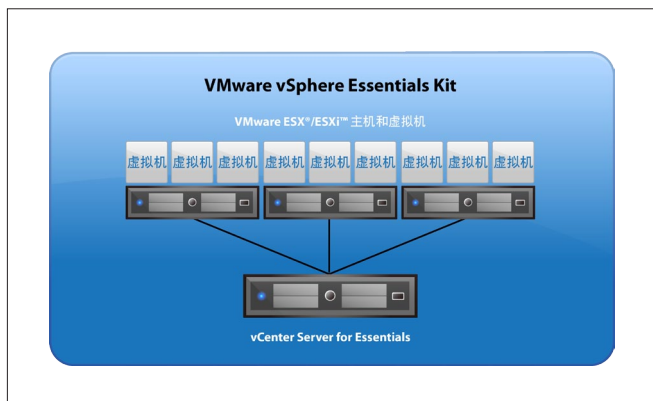 VMware vSphere Essentials Kit
VMware ESX®/ESXi™ 主机和虚拟机
虚拟机 虚拟机 虚拟机 虚拟机 虚拟机 虚拟机 虚拟机 虚拟机 虚拟机
vCenter Server for Essentials